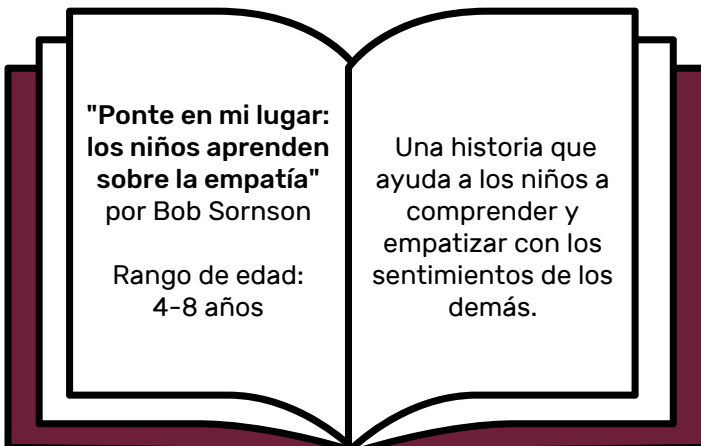 "Ponte en mi lugar:
los niños aprenden
sobre la empatía"
por Bob Sornson
Rango de edad:
4-8 años
Una historia que
ayuda a los niños a
comprender y
empatizar con los
sentimientos de los
demás.